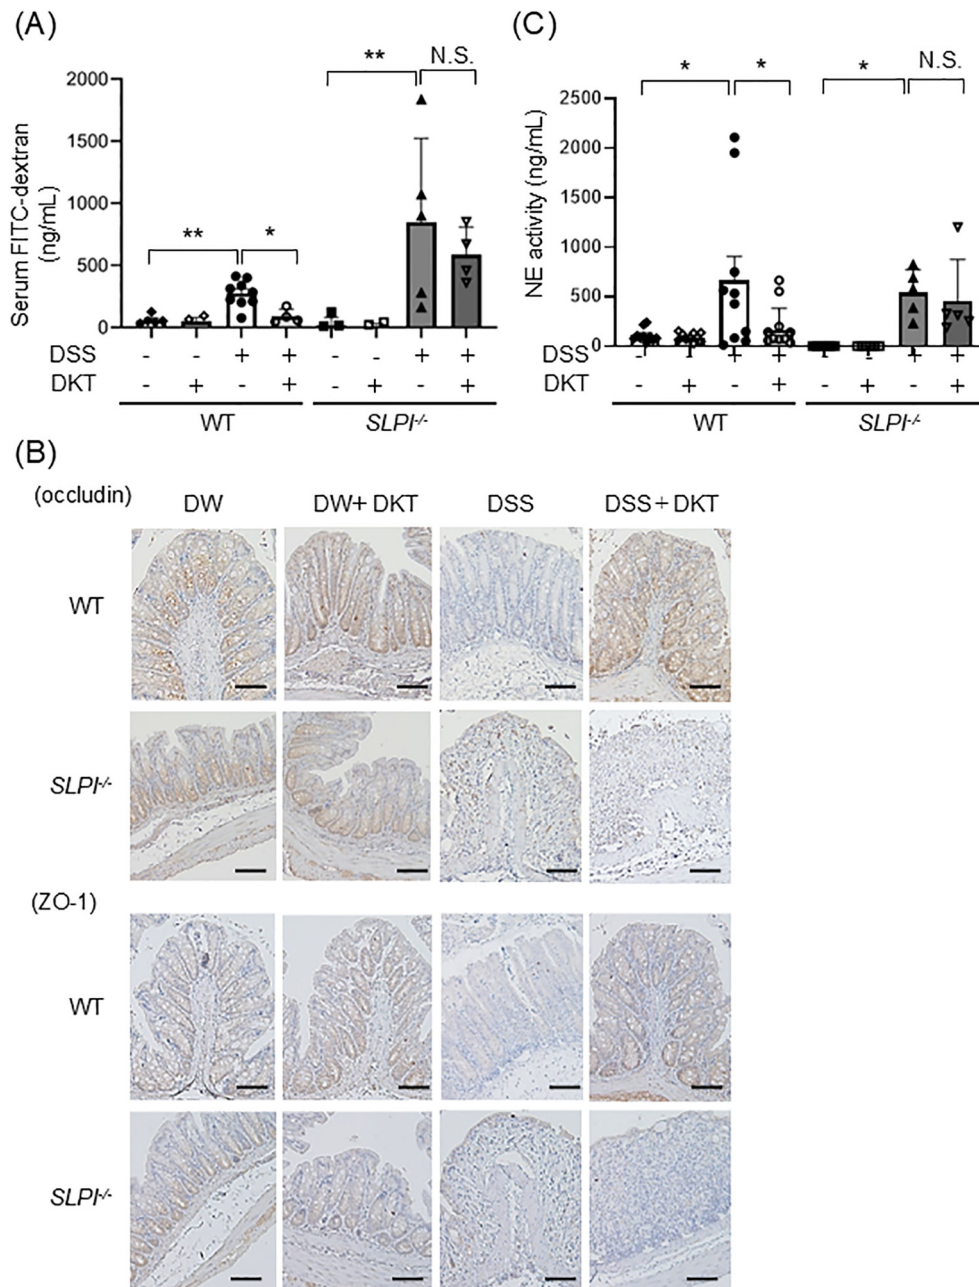 (A)
N.S.
**
2000
1500
1000
500
0
Serum FITC-dextran
(ng/mL)
**
*
DSS - - + + - - + +
DKT - + - + - + - +
WT SLPI-/-
(C)
N.S.
* * *
2500
2000
1500
1000
500
0
NE activity (ng/mL)
DSS - - + + - - + +
DKT - + - + - + - +
WT SLPI-/-
(B)
(occludin)
DW DW+ DKT DSS DSS + DKT
WT
SLPI-/-
(ZO-1)
WT
SLPI-/-